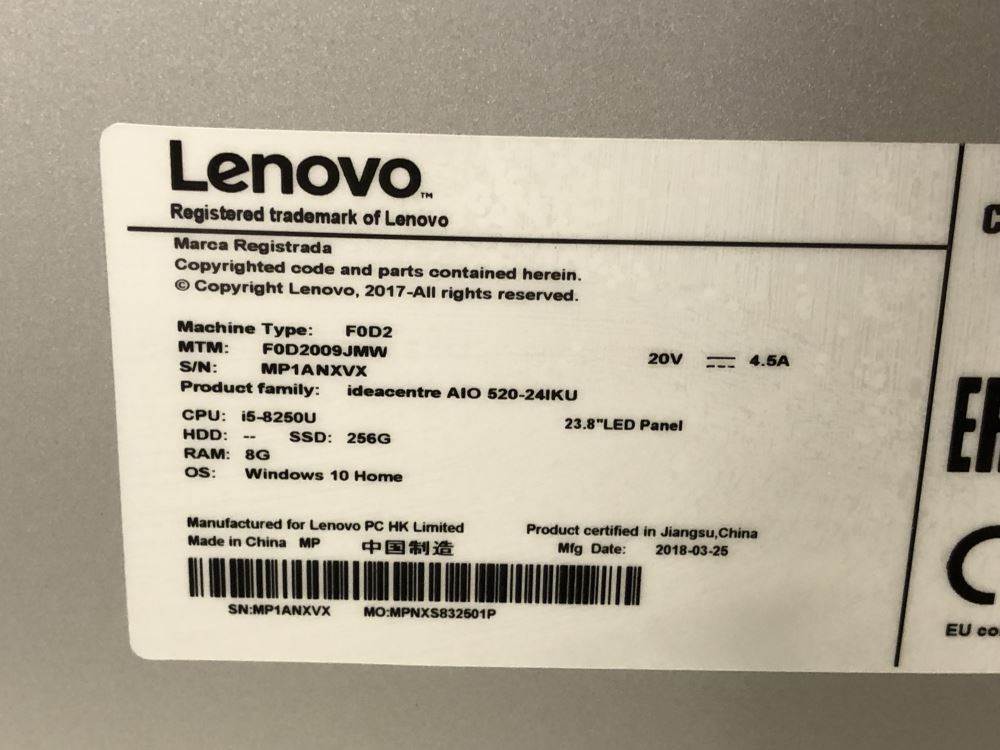 Lenovo™
Registered trademark of Lenovo
Marca Registrada
Copyrighted code and parts contained herein.
© Copyright Lenovo, 2017-All rights reserved.
Machine Type: F0D2
MTM: F0D2009JMW
S/N: MP1ANXVX
20V 4.5A
Product family: ideacentre AIO 520-24IKU
CPU: i5-8250U
23.8"LED Panel
HDD: -- SSD: 256G
RAM: 8G
OS: Windows 10 Home
Manufactured for Lenovo PC HK Limited
Product certified in Jiangsu,China
Made in China MP 中国制造
Mfg Date: 2018-03-25
SN:MP1ANXVX MO:MPNXS832501P
EU